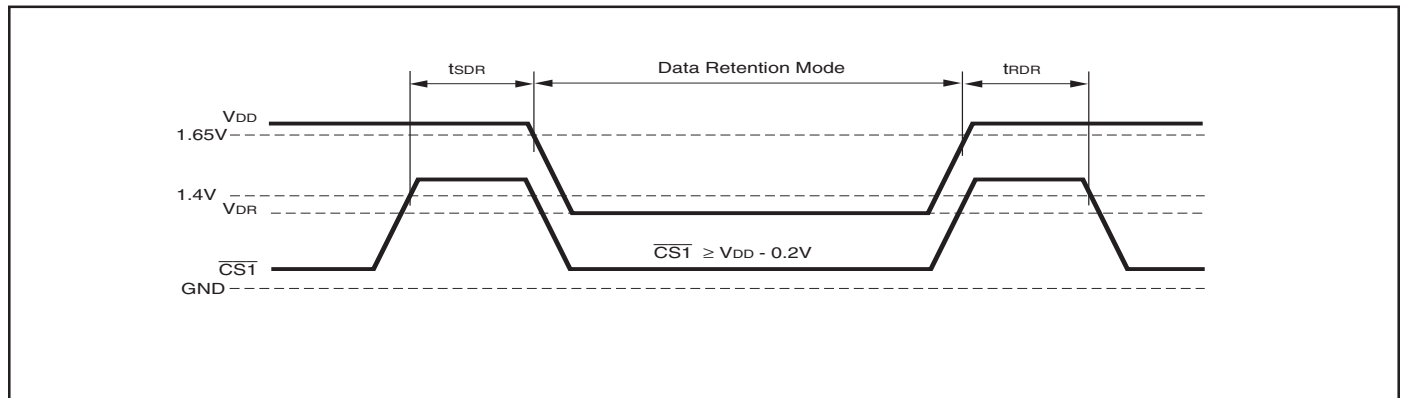 tSDR Data Retention Mode tRDR
VDD
1.65V
1.4V
VDR
CS1 ≥ VDD - 0.2V
CS1
GND